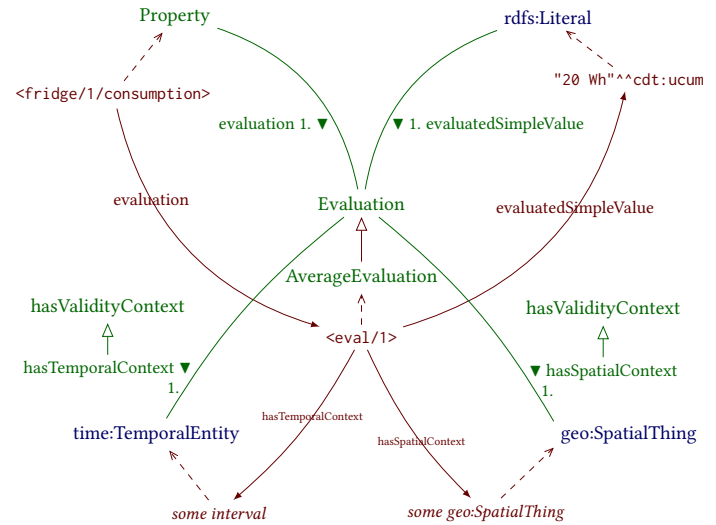 Property
rdfs:Literal
<fridge/1/consumption>
"20 Wh"^^cdt:ucum
evaluation 1. ▼
▼ 1. evaluatedSimpleValue
evaluation
Evaluation
evaluatedSimpleValue
AverageEvaluation
hasValidityContext
hasValidityContext
<eval/1>
hasTemporalContext ▼
1.
▼ hasSpatialContext
1.
hasTemporalContext
time:TemporalEntity
hasSpatialContext
geo:SpatialThing
some interval
some geo:SpatialThing